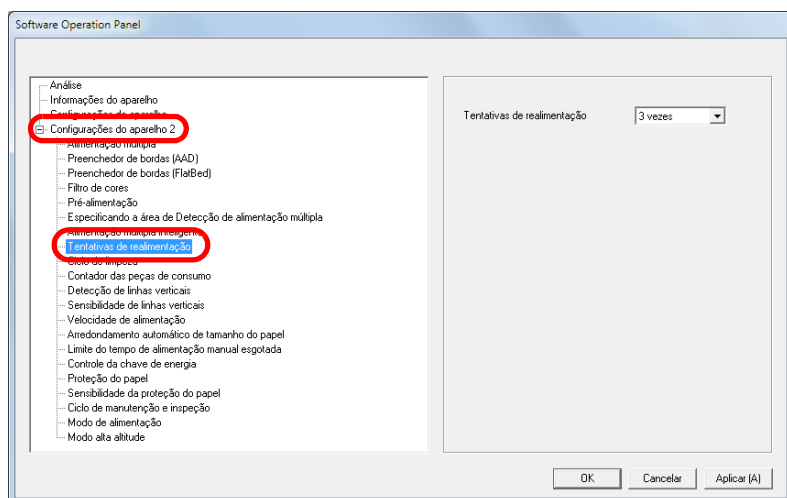 Software Operation Panel
Análise
Informações do aparelho
Configurações do aparelho
Configurações do aparelho 2
Alimentação múltipla
Preenchedor de bordas (AAD)
Preenchedor de bordas (FlatBed)
Filtro de cores
Pré-alimentação
Especificando a área de Detecção de alimentação múltipla
Alimentação múltipla inteligente
Tentativas de realimentação
Ciclo de limpeza
Contador das peças de consumo
Detecção de linhas verticais
Sensibilidade de linhas verticais
Velocidade de alimentação
Arredondamento automático de tamanho do papel
Limite do tempo de alimentação manual esgotada
Controle da chave de energia
Proteção do papel
Sensibilidade da proteção do papel
Ciclo de manutenção e inspeção
Modo de alimentação
Modo alta altitude
Tentativas de realimentação 3 vezes
OK Cancelar Aplicar (A)